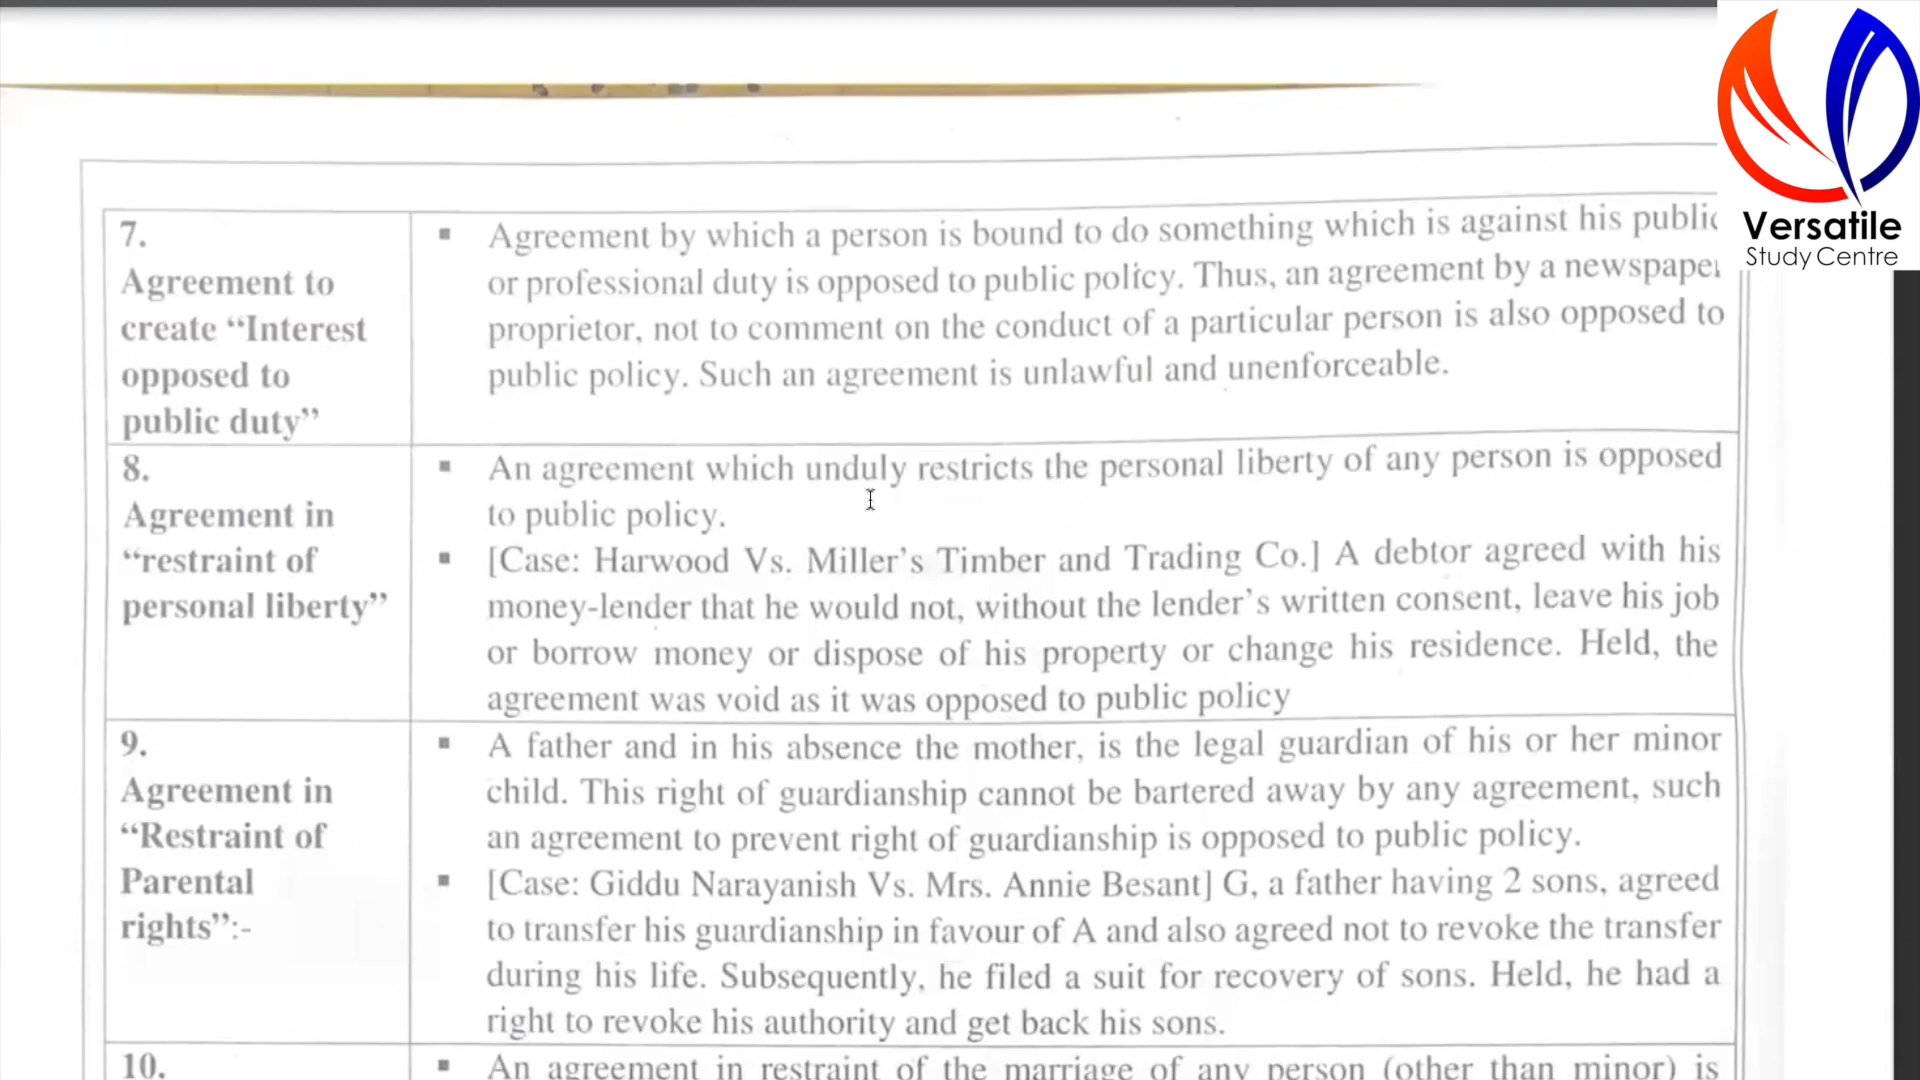 Versatile
Study Centre
7.
Agreement to
create “Interest
opposed to
public duty”
▪ Agreement by which a person is bound to do something which is against his public
or professional duty is opposed to public policy. Thus, an agreement by a newspaper
proprietor, not to comment on the conduct of a particular person is also opposed to
public policy. Such an agreement is unlawful and unenforceable.
8.
Agreement in
“restraint of
personal liberty”
▪ An agreement which unduly restricts the personal liberty of any person is opposed
to public policy.
▪ [Case: Harwood Vs. Miller’s Timber and Trading Co.] A debtor agreed with his
money-lender that he would not, without the lender’s written consent, leave his job
or borrow money or dispose of his property or change his residence. Held, the
agreement was void as it was opposed to public policy
9.
Agreement in
“Restraint of
Parental
rights”:-
▪ A father and in his absence the mother, is the legal guardian of his or her minor
child. This right of guardianship cannot be bartered away by any agreement, such
an agreement to prevent right of guardianship is opposed to public policy.
▪ [Case: Giddu Narayanish Vs. Mrs. Annie Besant] G, a father having 2 sons, agreed
to transfer his guardianship in favour of A and also agreed not to revoke the transfer
during his life. Subsequently, he filed a suit for recovery of sons. Held, he had a
right to revoke his authority and get back his sons.
10.
▪ An agreement in restraint of the marriage of any person (other than minor) is